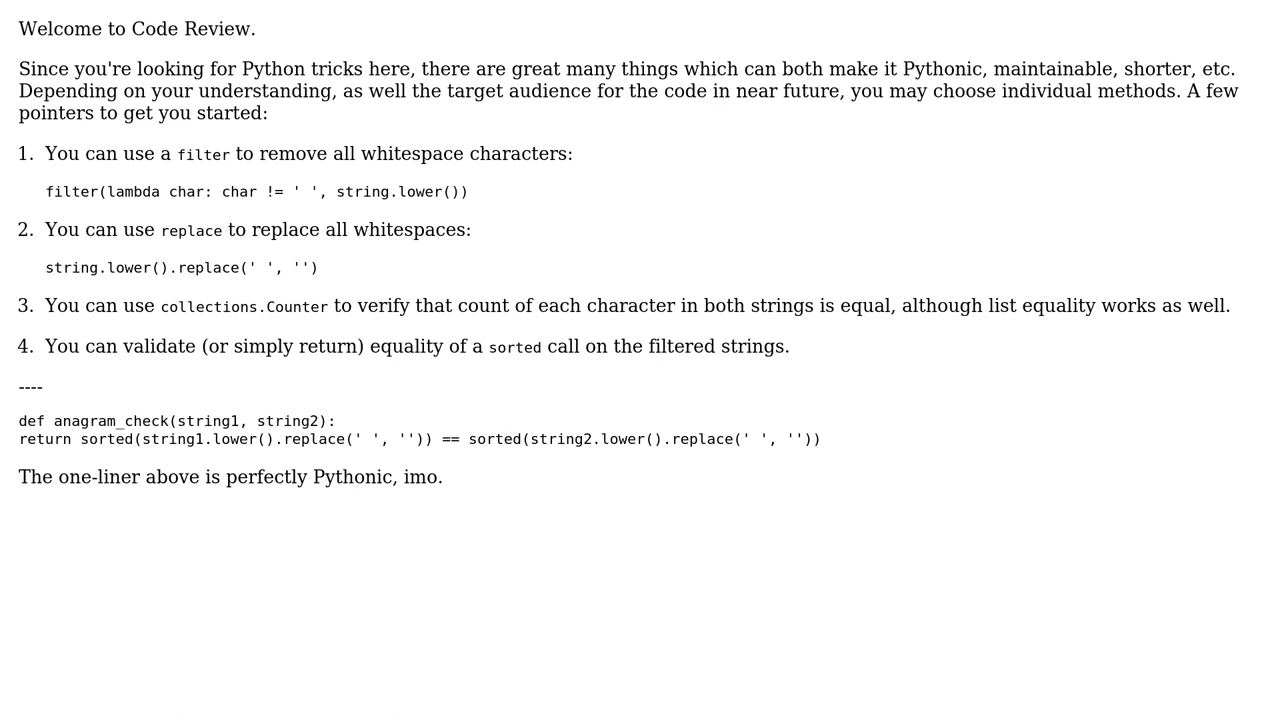 Welcome to Code Review.
Since you're looking for Python tricks here, there are great many things which can both make it Pythonic, maintainable, shorter, etc.
Depending on your understanding, as well the target audience for the code in near future, you may choose individual methods. A few
pointers to get you started:
1. You can use a filter to remove all whitespace characters:
filter(lambda char: char != ' ', string.lower())
2. You can use replace to replace all whitespaces:
string.lower().replace(' ', '')
3. You can use collections.Counter to verify that count of each character in both strings is equal, although list equality works as well.
4. You can validate (or simply return) equality of a sorted call on the filtered strings.
----
def anagram_check(string1, string2):
return sorted(string1.lower().replace(' ', '')) == sorted(string2.lower().replace(' ', ''))
The one-liner above is perfectly Pythonic, imo.